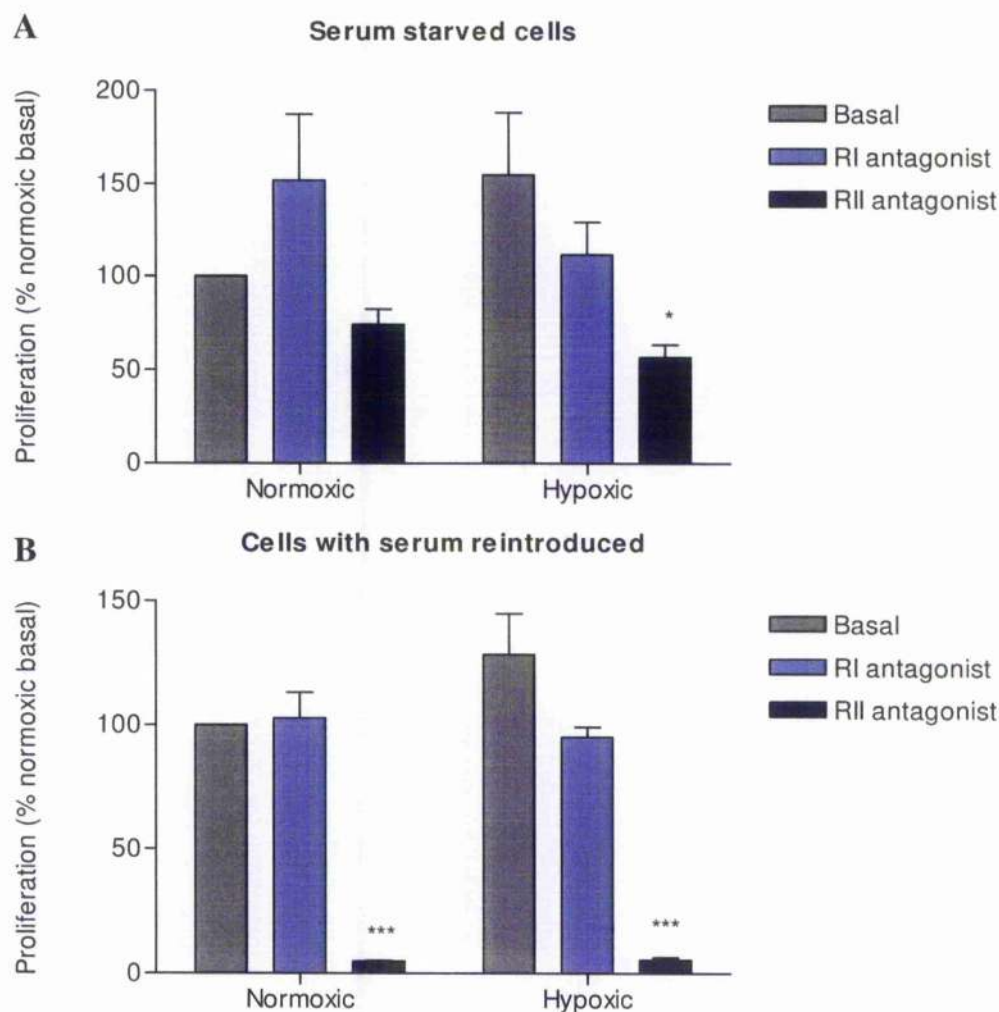 A
Serum starved cells
Proliferation (% normoxic basal)
200
150
100
50
0
*
Normoxic
Hypoxic
Basal
RI antagonist
RII antagonist
B
Cells with serum reintroduced
Proliferation (% normoxic basal)
150
100
50
0
***
***
Normoxic
Hypoxic
Basal
RI antagonist
RII antagonist